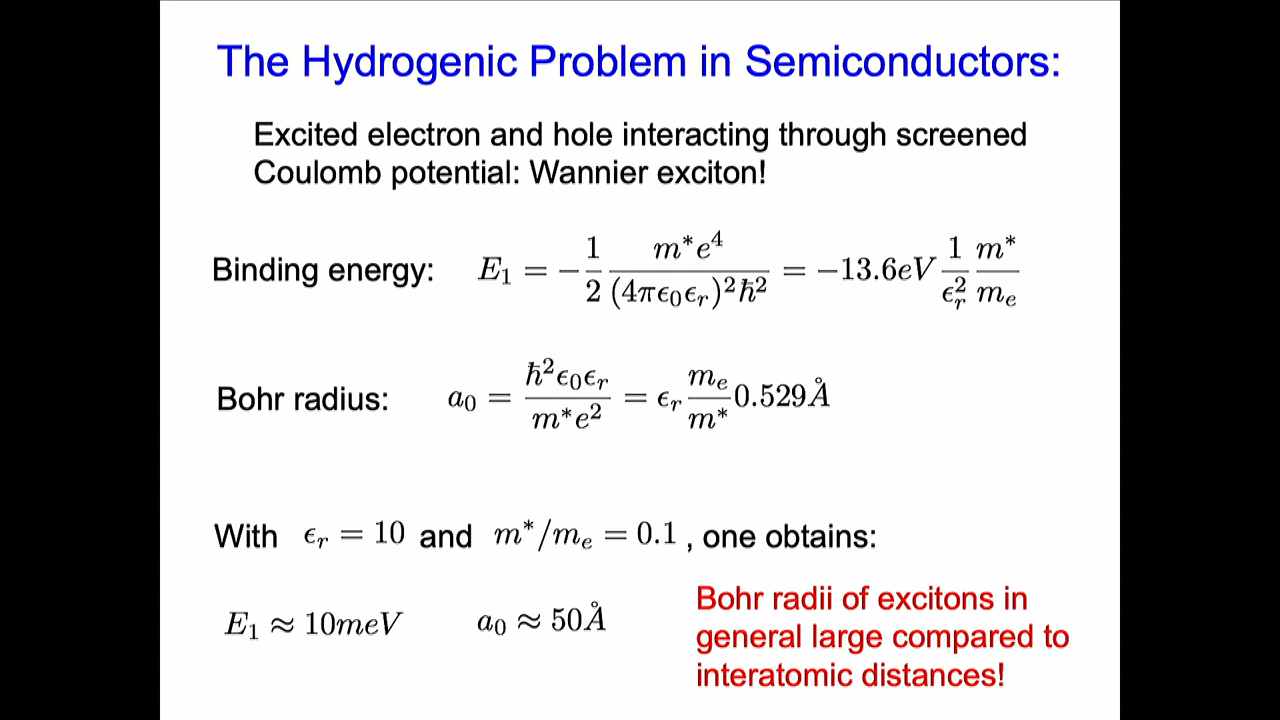 The Hydrogenic Problem in Semiconductors:
Excited electron and hole interacting through screened
Coulomb potential: Wannier exciton!
Binding energy: E₁ = −(1/2) (m*e⁴)/((4πϵ₀ϵᵣ)²ℏ²) = −13.6eV (1/ϵᵣ²) (m*/mₑ)
Bohr radius: a₀ = (ℏ²ϵ₀ϵᵣ)/(m*e²) = ϵᵣ (mₑ/m*) 0.529Å
With ϵᵣ = 10 and m*/mₑ = 0.1 , one obtains:
E₁ ≈ 10meV a₀ ≈ 50Å
Bohr radii of excitons in
general large compared to
interatomic distances!